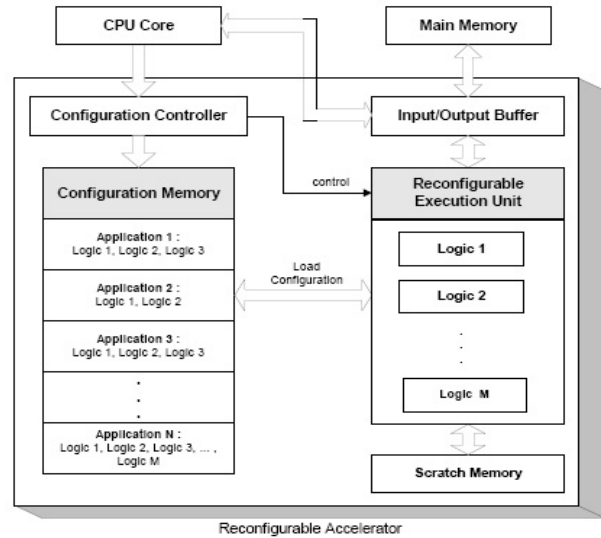 CPU Core
Main Memory
Configuration Controller
Input/Output Buffer
control
Configuration Memory
Reconfigurable
Execution Unit
Application 1 :
Logic 1, Logic 2, Logic 3
Application 2 :
Logic 1, Logic 2
Application 3 :
Logic 1, Logic 2, Logic 3
.
.
.
Application N :
Logic 1, Logic 2, Logic 3, ... ,
Logic M
Load
Configuration
Logic 1
Logic 2
.
.
.
Logic M
Scratch Memory
Reconfigurable Accelerator